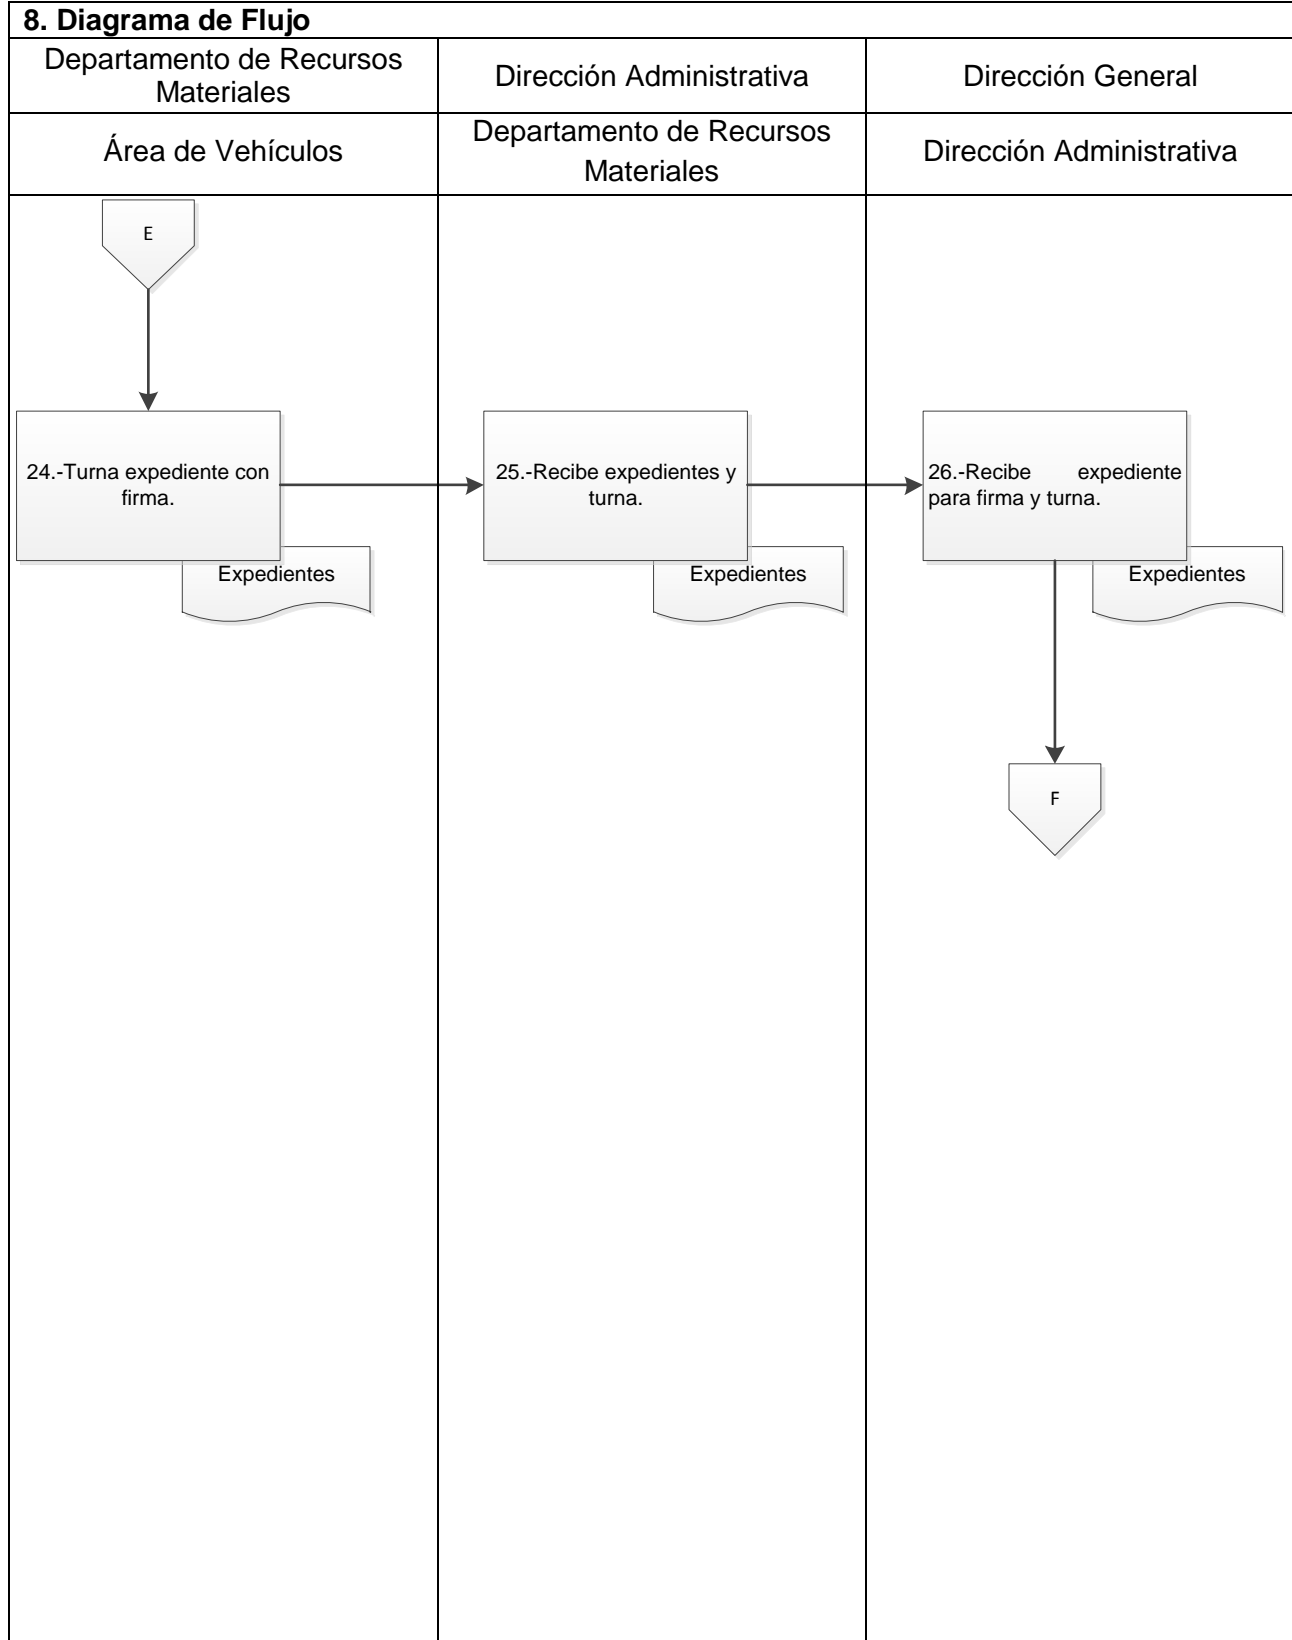 8. Diagrama de Flujo
Departamento de Recursos
Materiales
Dirección Administrativa
Dirección General
Área de Vehículos
Departamento de Recursos
Materiales
Dirección Administrativa
E
24.-Turna expediente con
firma.
Expedientes
25.-Recibe expedientes y
turna.
Expedientes
26.-Recibe expediente
para firma y turna.
Expedientes
F